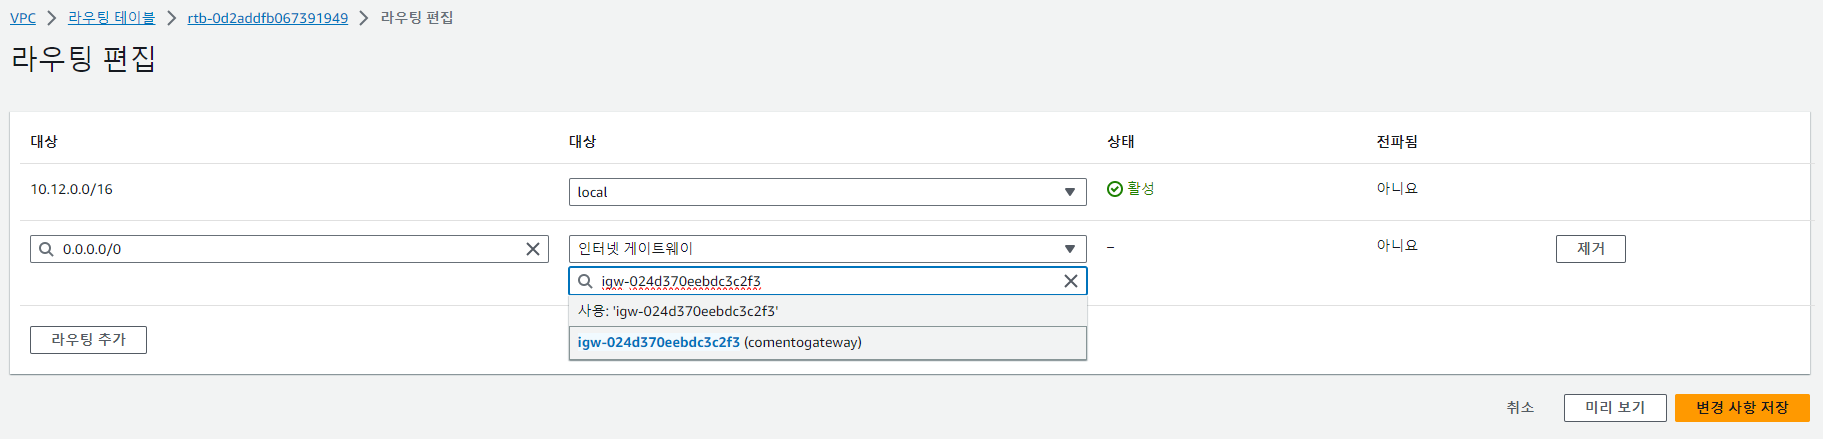 VPC > 라우팅 테이블 > rtb-0d2addfb067391949 > 라우팅 편집
라우팅 편집
대상 대상 상태 전파됨
10.12.0.0/16 local 활성 아니요
0.0.0.0/0 인터넷 게이트웨이 – 아니요 제거
igw-024d370eebdc3c2f3
사용: 'igw-024d370eebdc3c2f3'
라우팅 추가 igw-024d370eebdc3c2f3 (comentogateway)
취소 미리 보기 변경 사항 저장